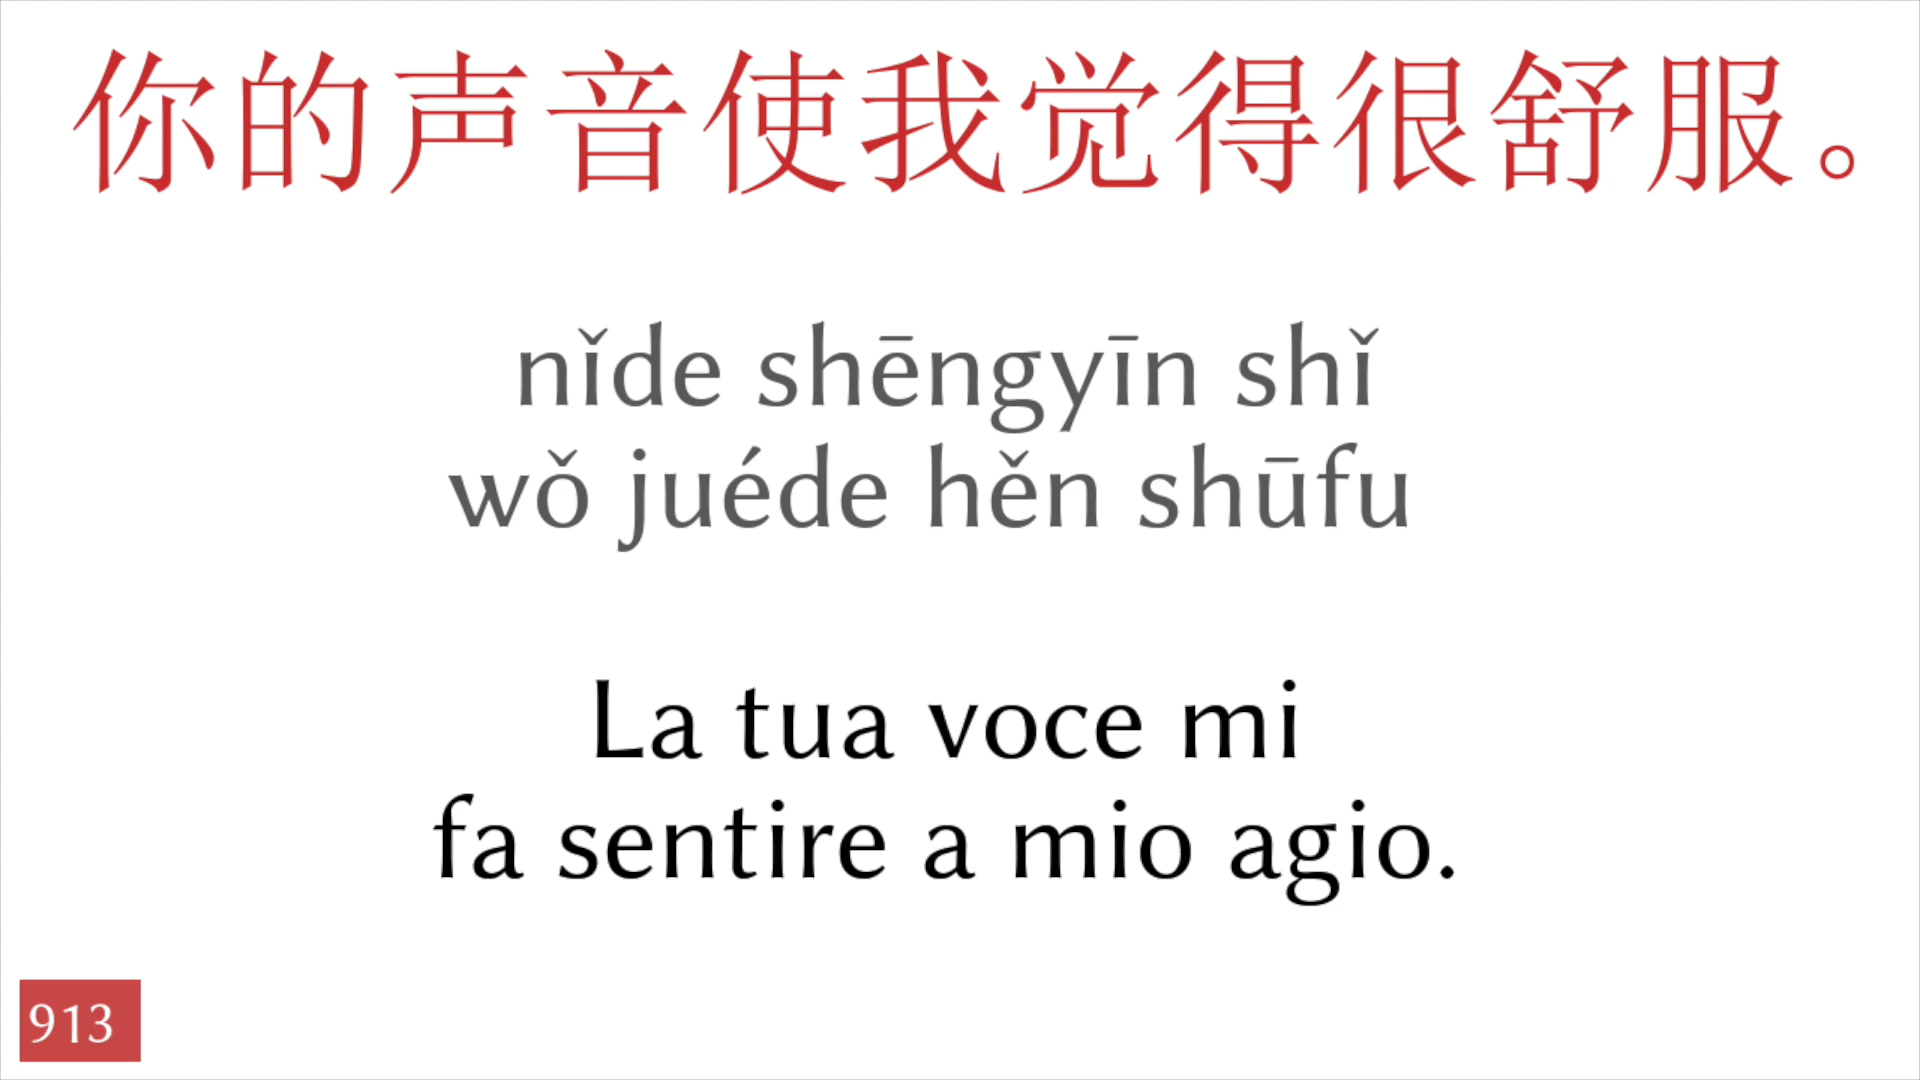 你的声音使我觉得很舒服。
nǐde shēngyīn shǐ
wǒ juéde hěn shūfu
La tua voce mi
fa sentire a mio agio.
913